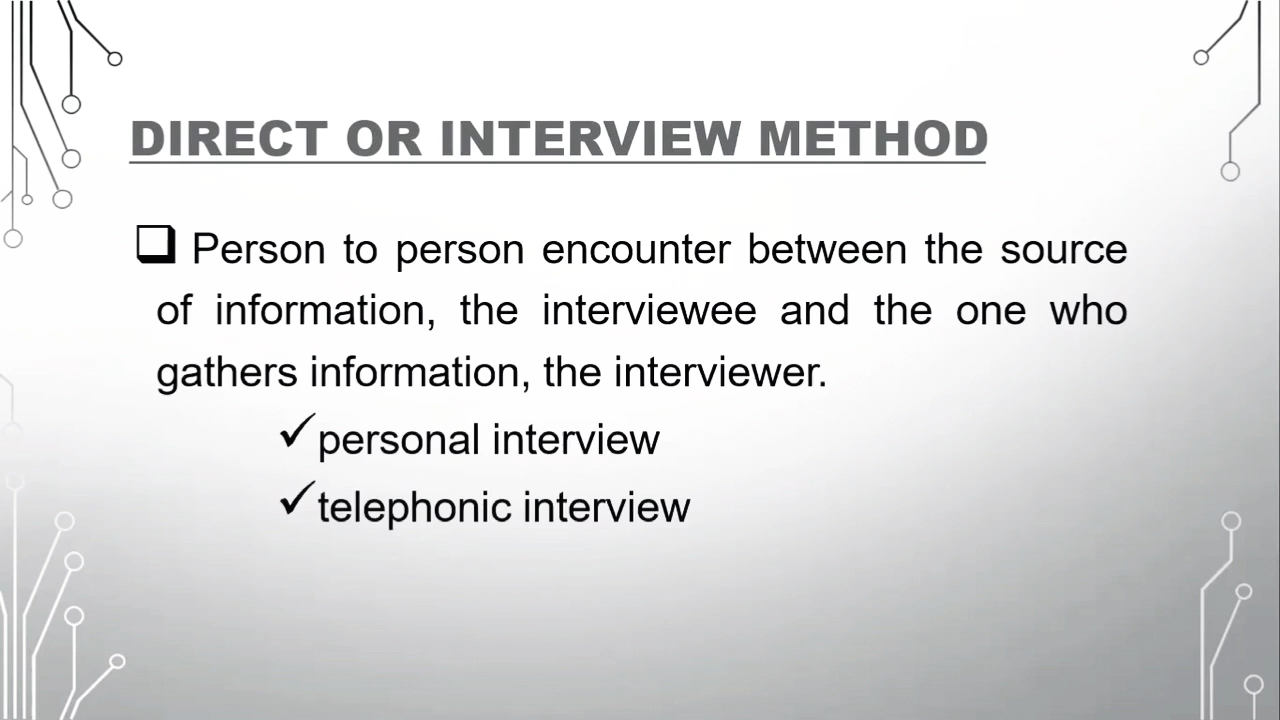 DIRECT OR INTERVIEW METHOD
❑ Person to person encounter between the source
of information, the interviewee and the one who
gathers information, the interviewer.
✓personal interview
✓telephonic interview